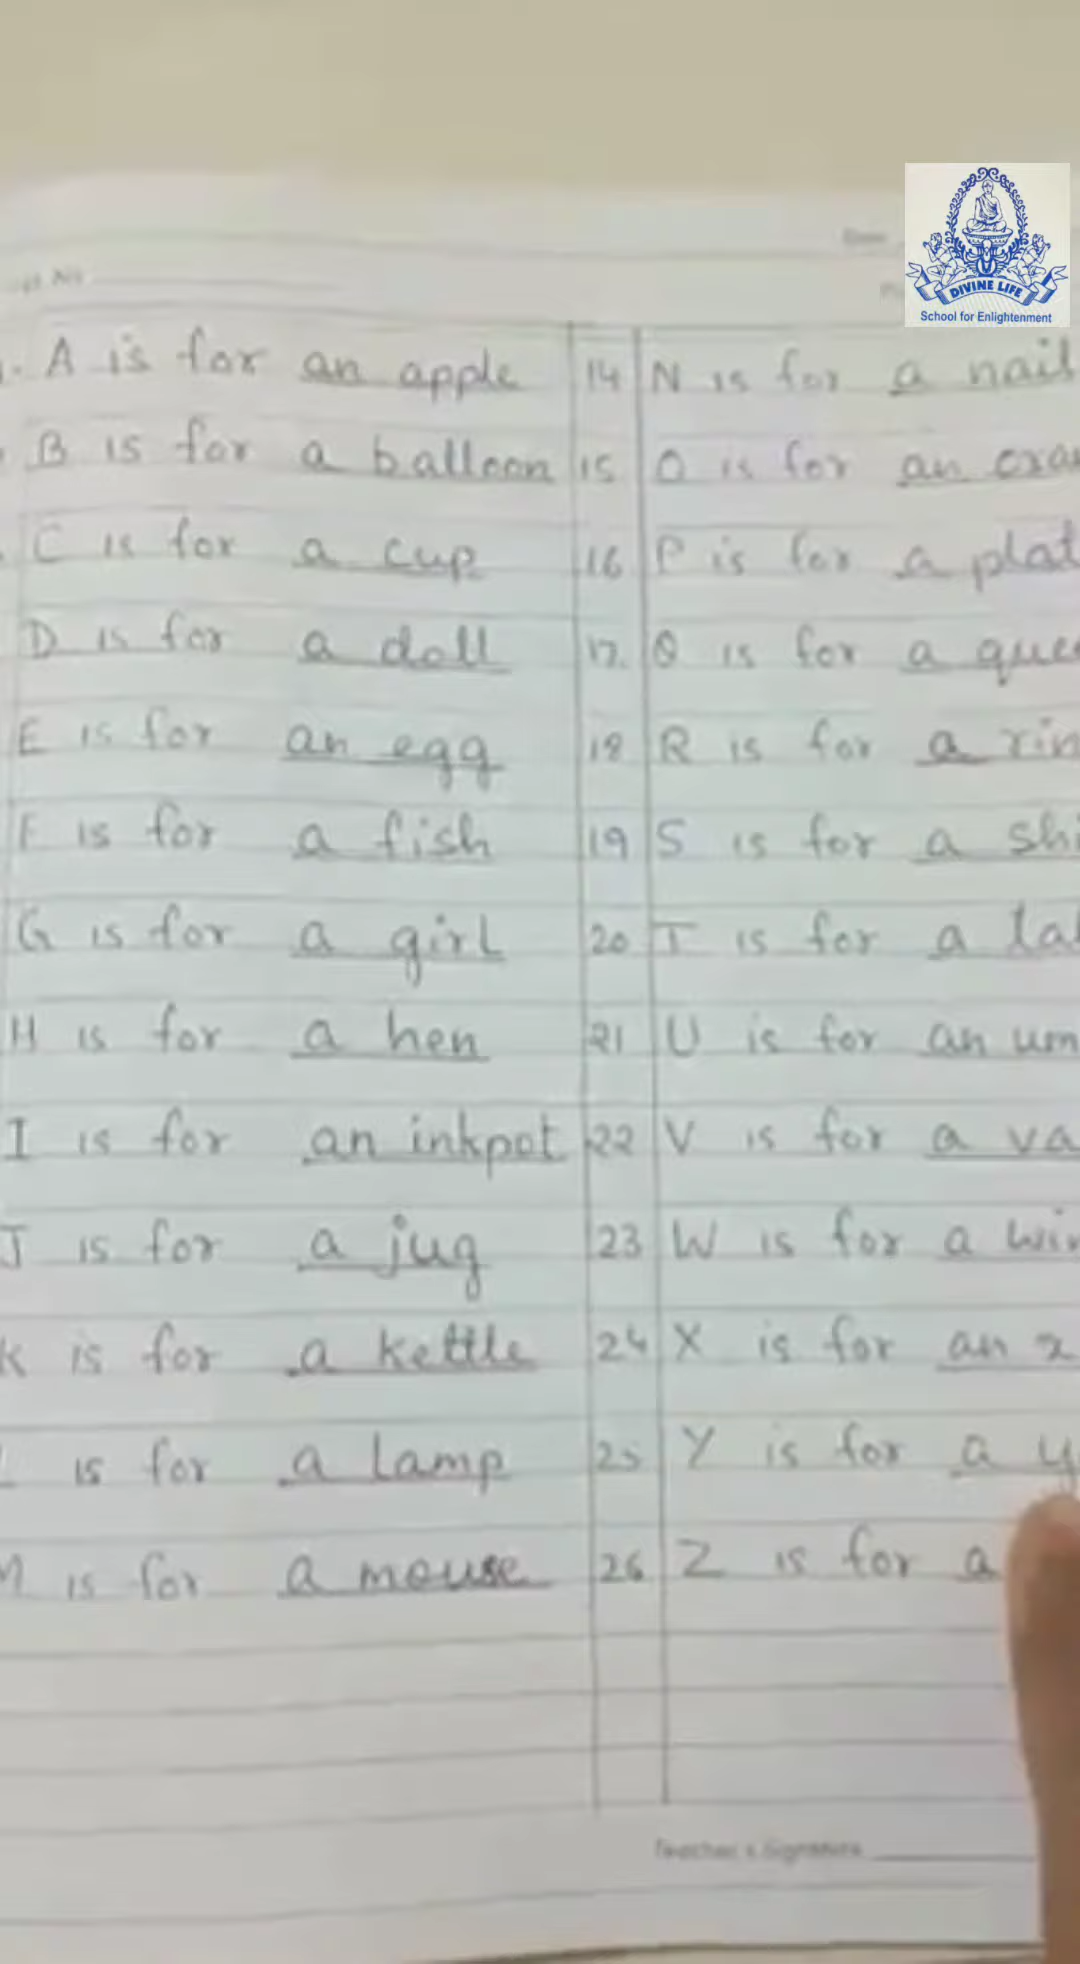 DIVINE LIFE
School for Enlightenment
A is for an apple
B is for a balloon
C is for a cup
D is for a doll
E is for an egg
F is for a fish
G is for a girl
H is for a hen
I is for an inkpot
J is for a jug
K is for a kettle
L is for a lamp
M is for a mouse
14 N is for a nail
15 O is for an
16 P is for a
17. Q is for a
18 R is for a
19 S is for a
20 T is for a
21 U is for an
22 V is for a
23 W is for a
24 X is for an
25 Y is for a
26 Z is for a
Teacher's Signature